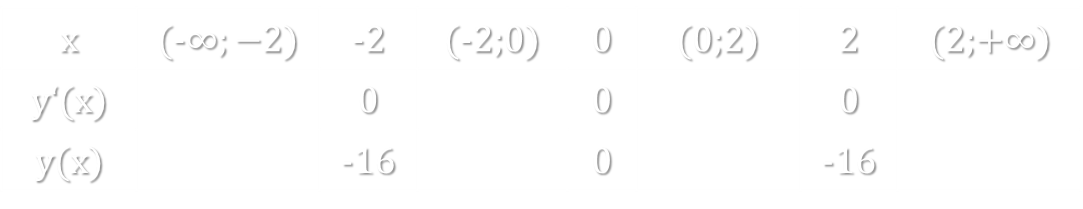 x (-∞;−2) -2 (-2;0) 0 (0;2) 2 (2;+∞)
y'(x) 0 0 0
y(x) -16 0 -16